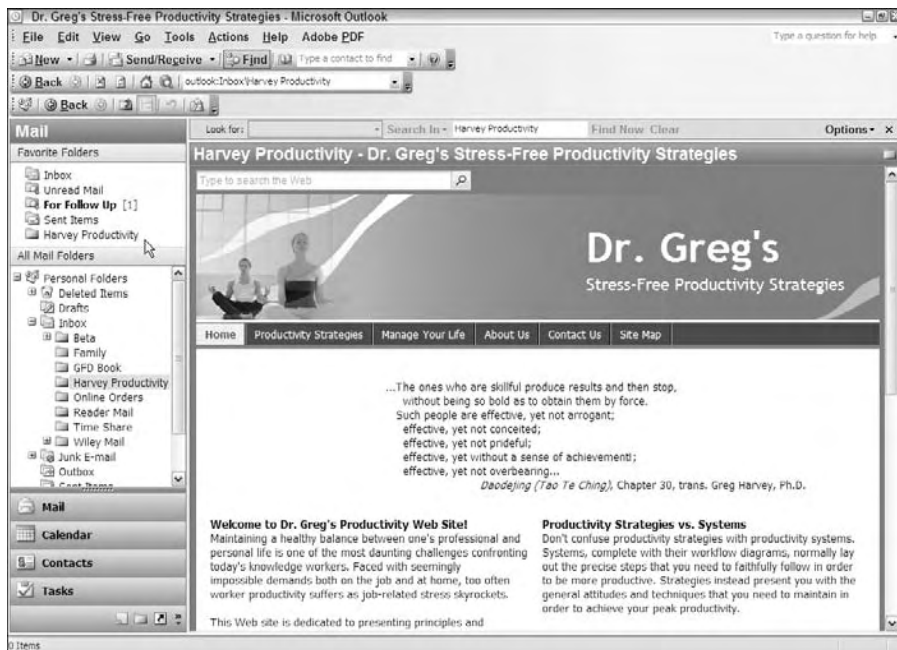 Dr. Greg's Stress-Free Productivity Strategies - Microsoft Outlook
File Edit View Go Tools Actions Help Adobe PDF Type a question for help
New Send/Receive Find Type a contact to find
Back outlook:Inbox\Harvey Productivity
Back
Mail
Favorite Folders
Inbox
Unread Mail
For Follow Up [1]
Sent Items
Harvey Productivity
All Mail Folders
Personal Folders
Deleted Items
Drafts
Inbox
Beta
Family
GFD Book
Harvey Productivity
Online Orders
Reader Mail
Time Share
Wiley Mail
Junk E-mail
Outbox
Sent Items
Mail
Calendar
Contacts
Tasks
0 Items
Look for: Search In Harvey Productivity Find Now Clear Options
Harvey Productivity - Dr. Greg's Stress-Free Productivity Strategies
Type to search the Web
Dr. Greg's
Stress-Free Productivity Strategies
Home Productivity Strategies Manage Your Life About Us Contact Us Site Map
...The ones who are skillful produce results and then stop,
without being so bold as to obtain them by force.
Such people are effective, yet not arrogant;
effective, yet not conceited;
effective, yet not prideful;
effective, yet without a sense of achievement;
effective, yet not overbearing...
Daodejing (Tao Te Ching), Chapter 30, trans. Greg Harvey, Ph.D.
Welcome to Dr. Greg's Productivity Web Site!
Maintaining a healthy balance between one's professional and
personal life is one of the most daunting challenges confronting
today's knowledge workers. Faced with seemingly
impossible demands both on the job and at home, too often
worker productivity suffers as job-related stress skyrockets.
This Web site is dedicated to presenting principles and
Productivity Strategies vs. Systems
Don't confuse productivity strategies with productivity systems.
Systems, complete with their workflow diagrams, normally lay
out the precise steps that you need to faithfully follow in order
to be more productive. Strategies instead present you with the
general attitudes and techniques that you need to maintain in
order to achieve your peak productivity.